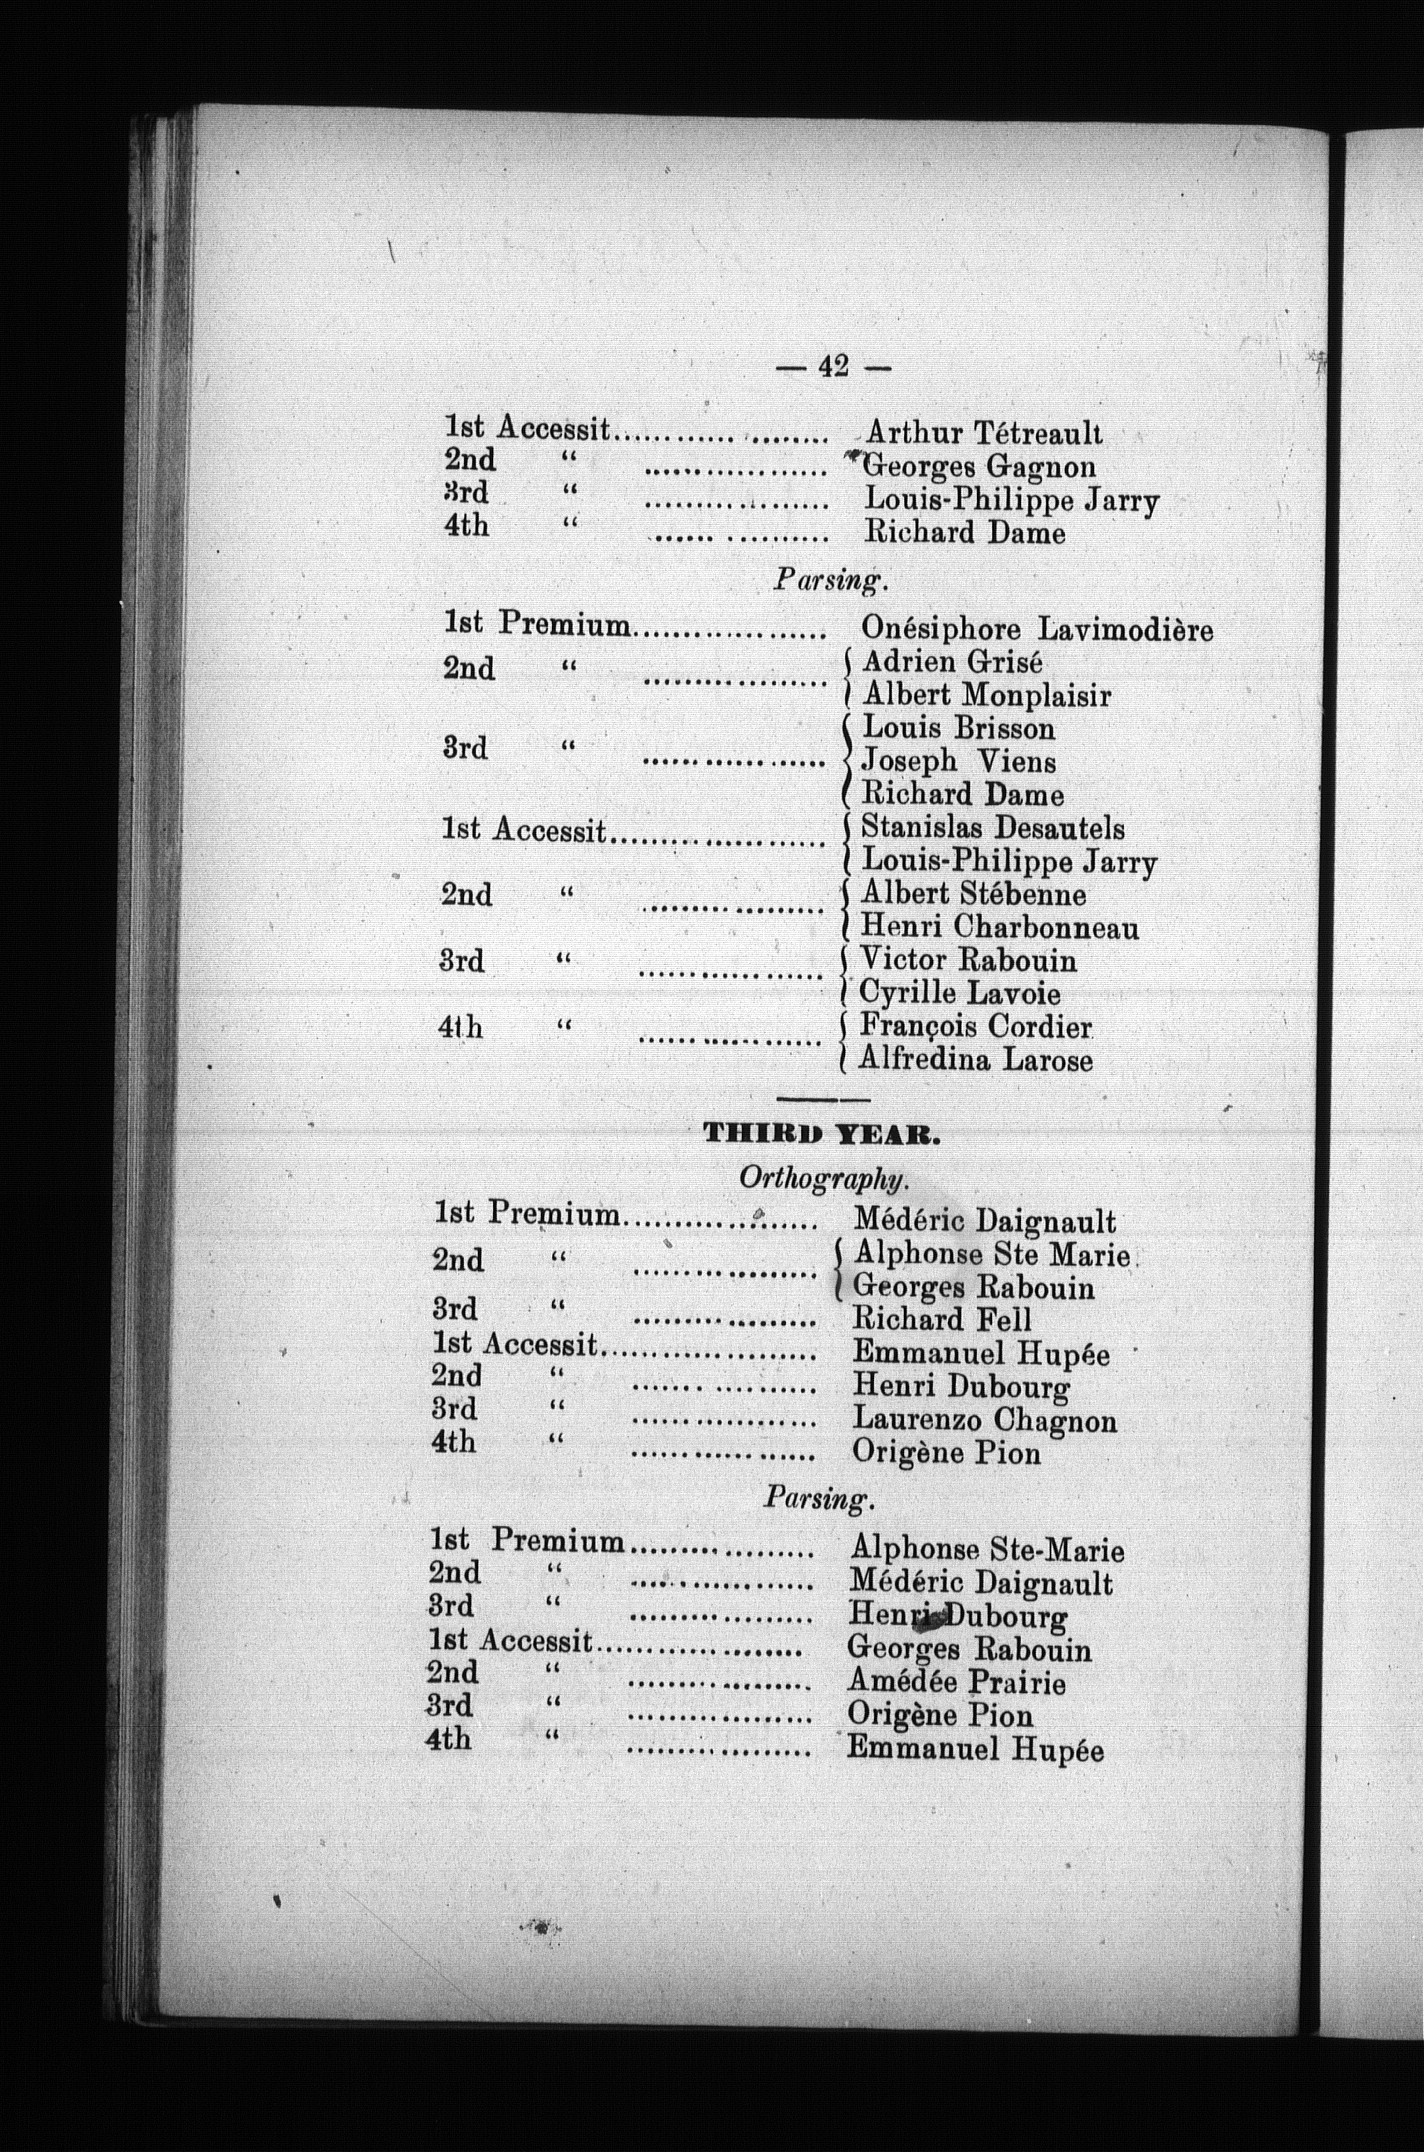 — 42 —
1st Accessit.................... Arthur Tétreault
2nd “ .................. Georges Gagnon
3rd “ .................. Louis-Philippe Jarry
4th “ .................. Richard Dame
Parsing.
1st Premium................... Onésiphore Lavimodière
2nd “ .................. { Adrien Grisé
Albert Monplaisir
3rd “ .................. { Louis Brisson
Joseph Viens
Richard Dame
1st Accessit..................... { Stanislas Desautels
Louis-Philippe Jarry
2nd “ .................. { Albert Stébenne
Henri Charbonneau
3rd “ .................. { Victor Rabouin
Cyrille Lavoie
4th “ .................. { François Cordier
Alfredina Larose
THIRD YEAR.
Orthography.
1st Premium................... Médéric Daignault
2nd “ .................. { Alphonse Ste Marie
Georges Rabouin
3rd “ .................. Richard Fell
1st Accessit..................... Emmanuel Hupée
2nd “ .................. Henri Dubourg
3rd “ .................. Laurenzo Chagnon
4th “ .................. Origène Pion
Parsing.
1st Premium.................. Alphonse Ste-Marie
2nd “ .................. Médéric Daignault
3rd “ .................. Henri Dubourg
1st Accessit.................... Georges Rabouin
2nd “ .................. Amédée Prairie
3rd “ .................. Origène Pion
4th “ .................. Emmanuel Hupée